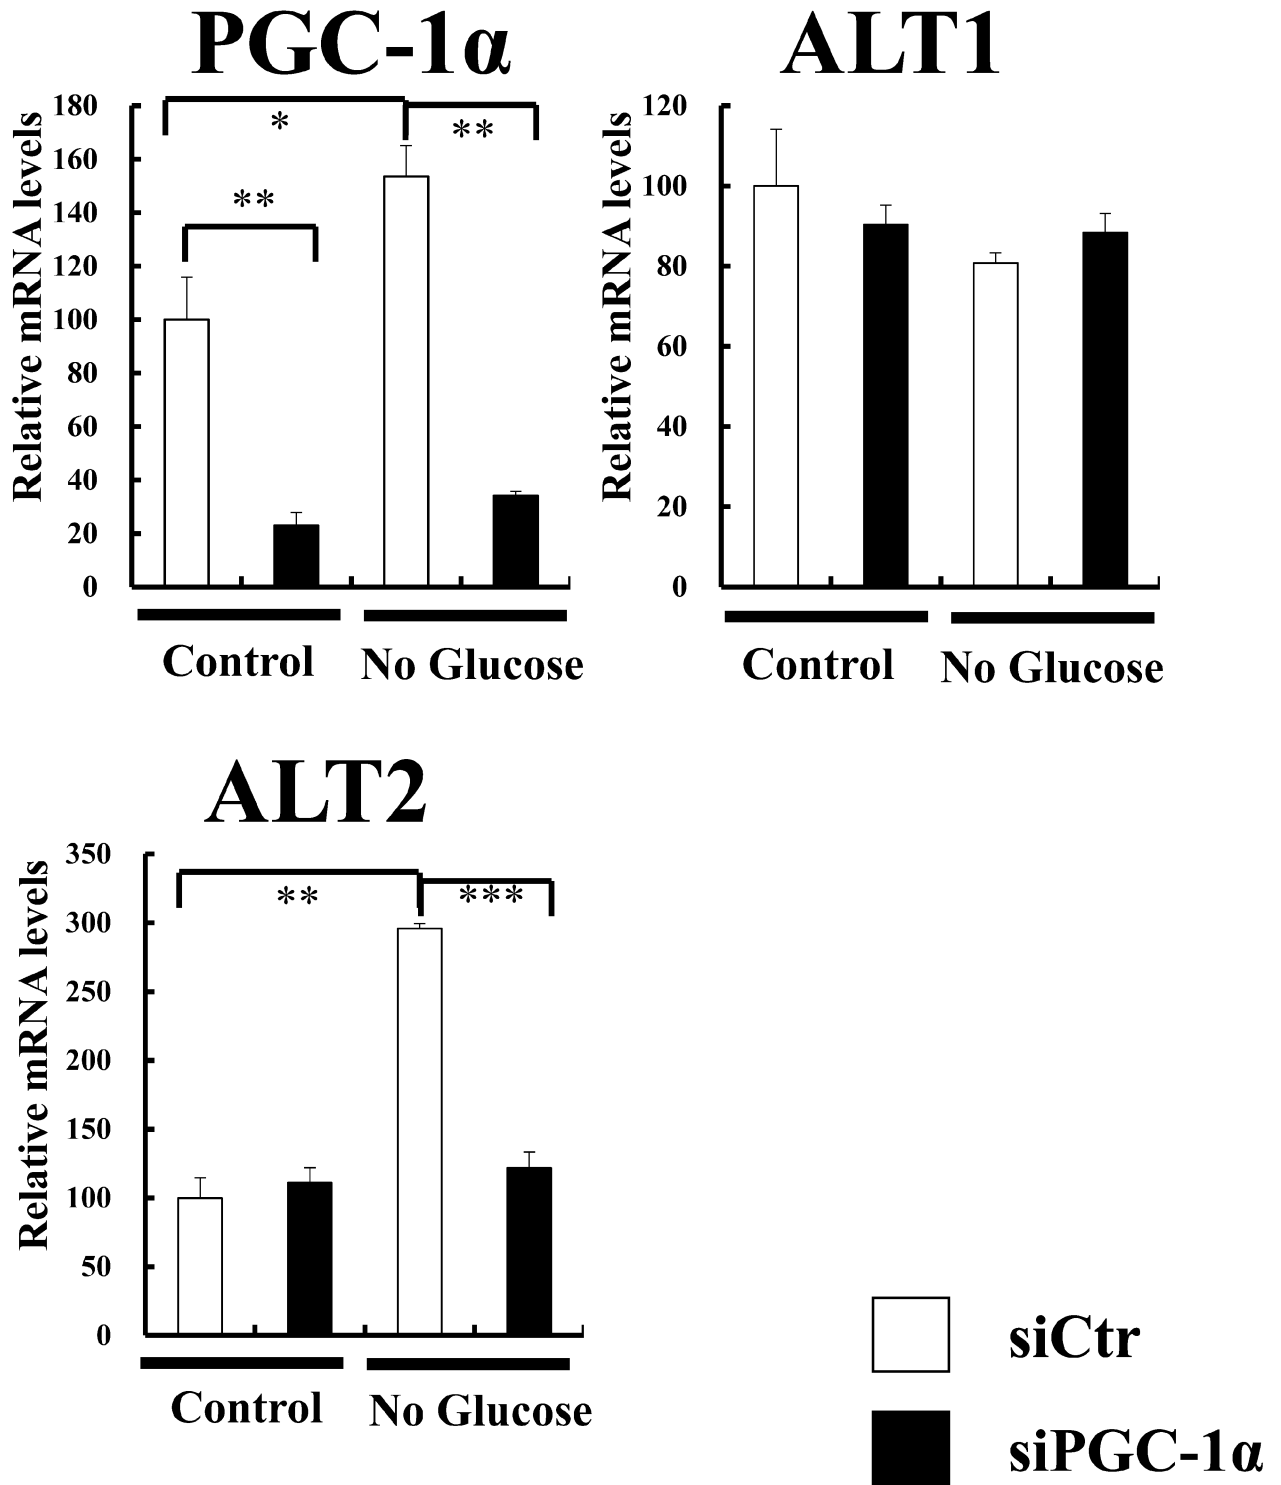 PGC-1α
Relative mRNA levels
180
160
140
120
100
80
60
40
20
0
*
**
**
Control
No Glucose
ALT1
Relative mRNA levels
120
100
80
60
40
20
0
Control
No Glucose
ALT2
Relative mRNA levels
350
300
250
200
150
100
50
0
**
***
Control
No Glucose
siCtr
siPGC-1α